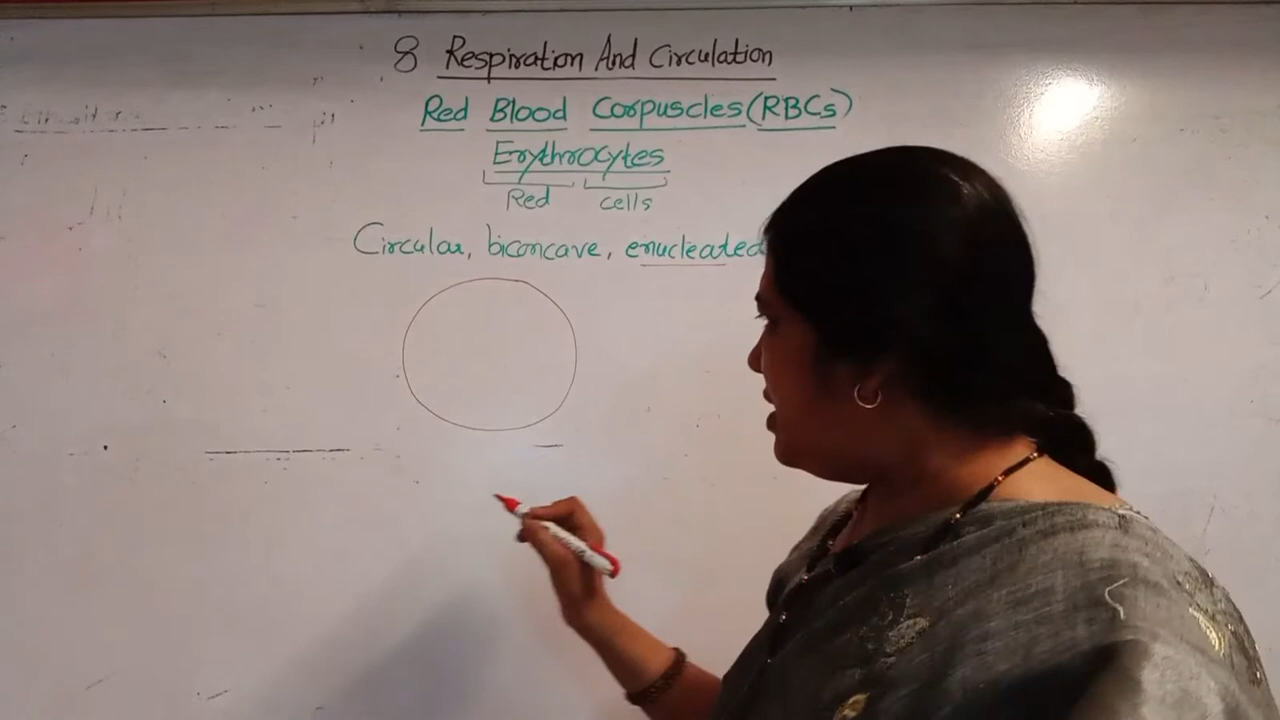 8 Respiration And Circulation
Red Blood Corpuscles (RBCs)
Erythrocytes
Red cells
Circular, biconcave, enucleated